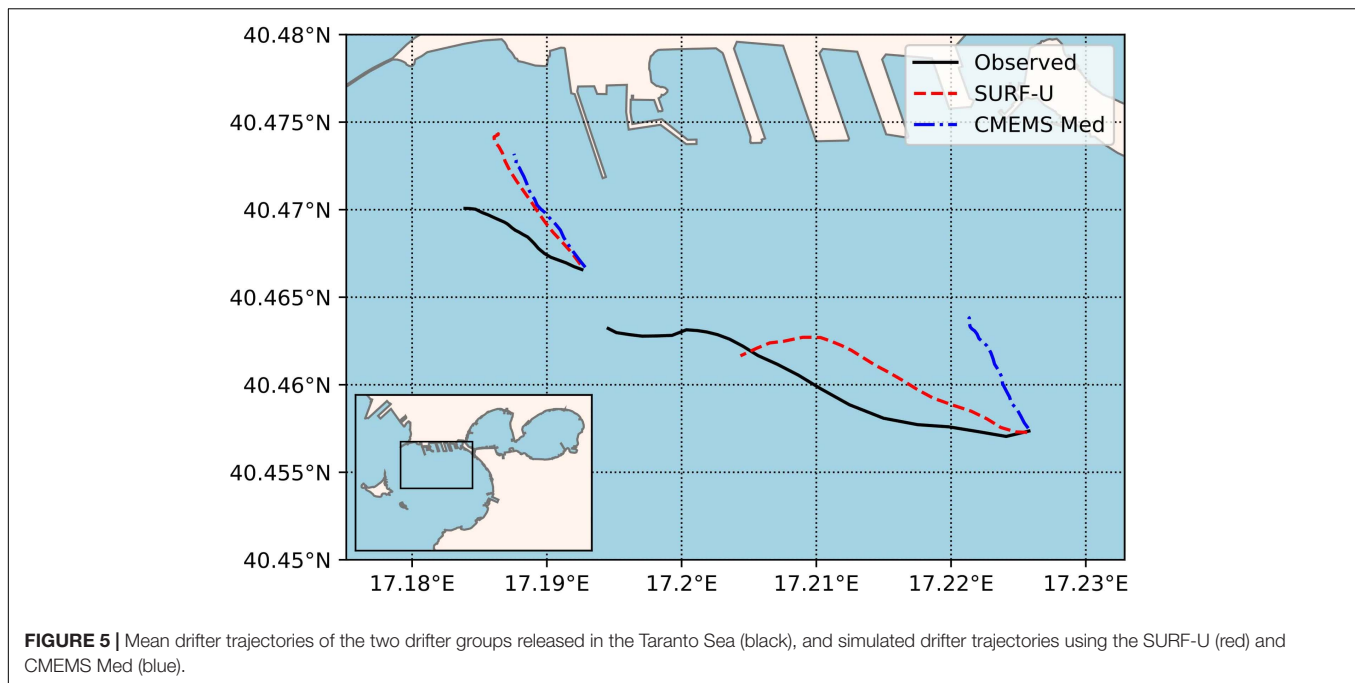 40.48°N
40.475°N
40.47°N
40.465°N
40.46°N
40.455°N
40.45°N
17.18°E
17.19°E
17.2°E
17.21°E
17.22°E
17.23°E
Observed
SURF-U
CMEMS Med
FIGURE 5 | Mean drifter trajectories of the two drifter groups released in the Taranto Sea (black), and simulated drifter trajectories using the SURF-U (red) and
CMEMS Med (blue).